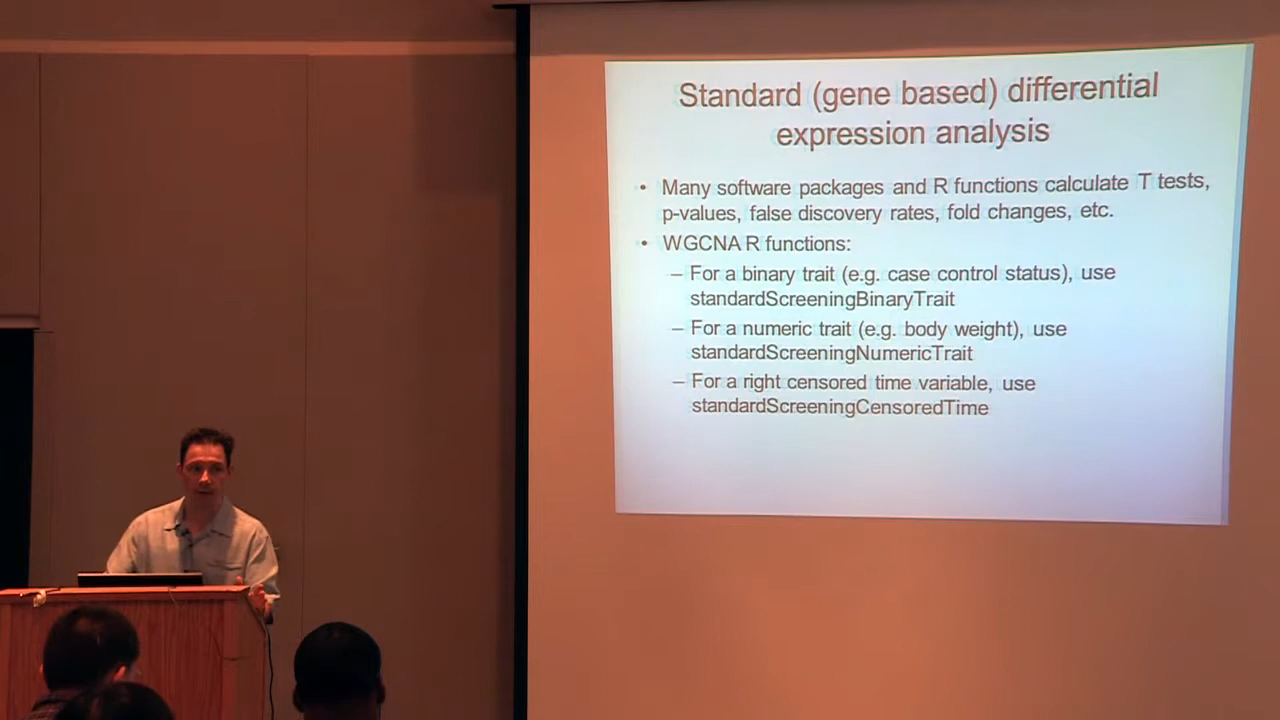 Standard (gene based) differential
expression analysis
• Many software packages and R functions calculate T tests,
p-values, false discovery rates, fold changes, etc.
• WGCNA R functions:
– For a binary trait (e.g. case control status), use
standardScreeningBinaryTrait
– For a numeric trait (e.g. body weight), use
standardScreeningNumericTrait
– For a right censored time variable, use
standardScreeningCensoredTime